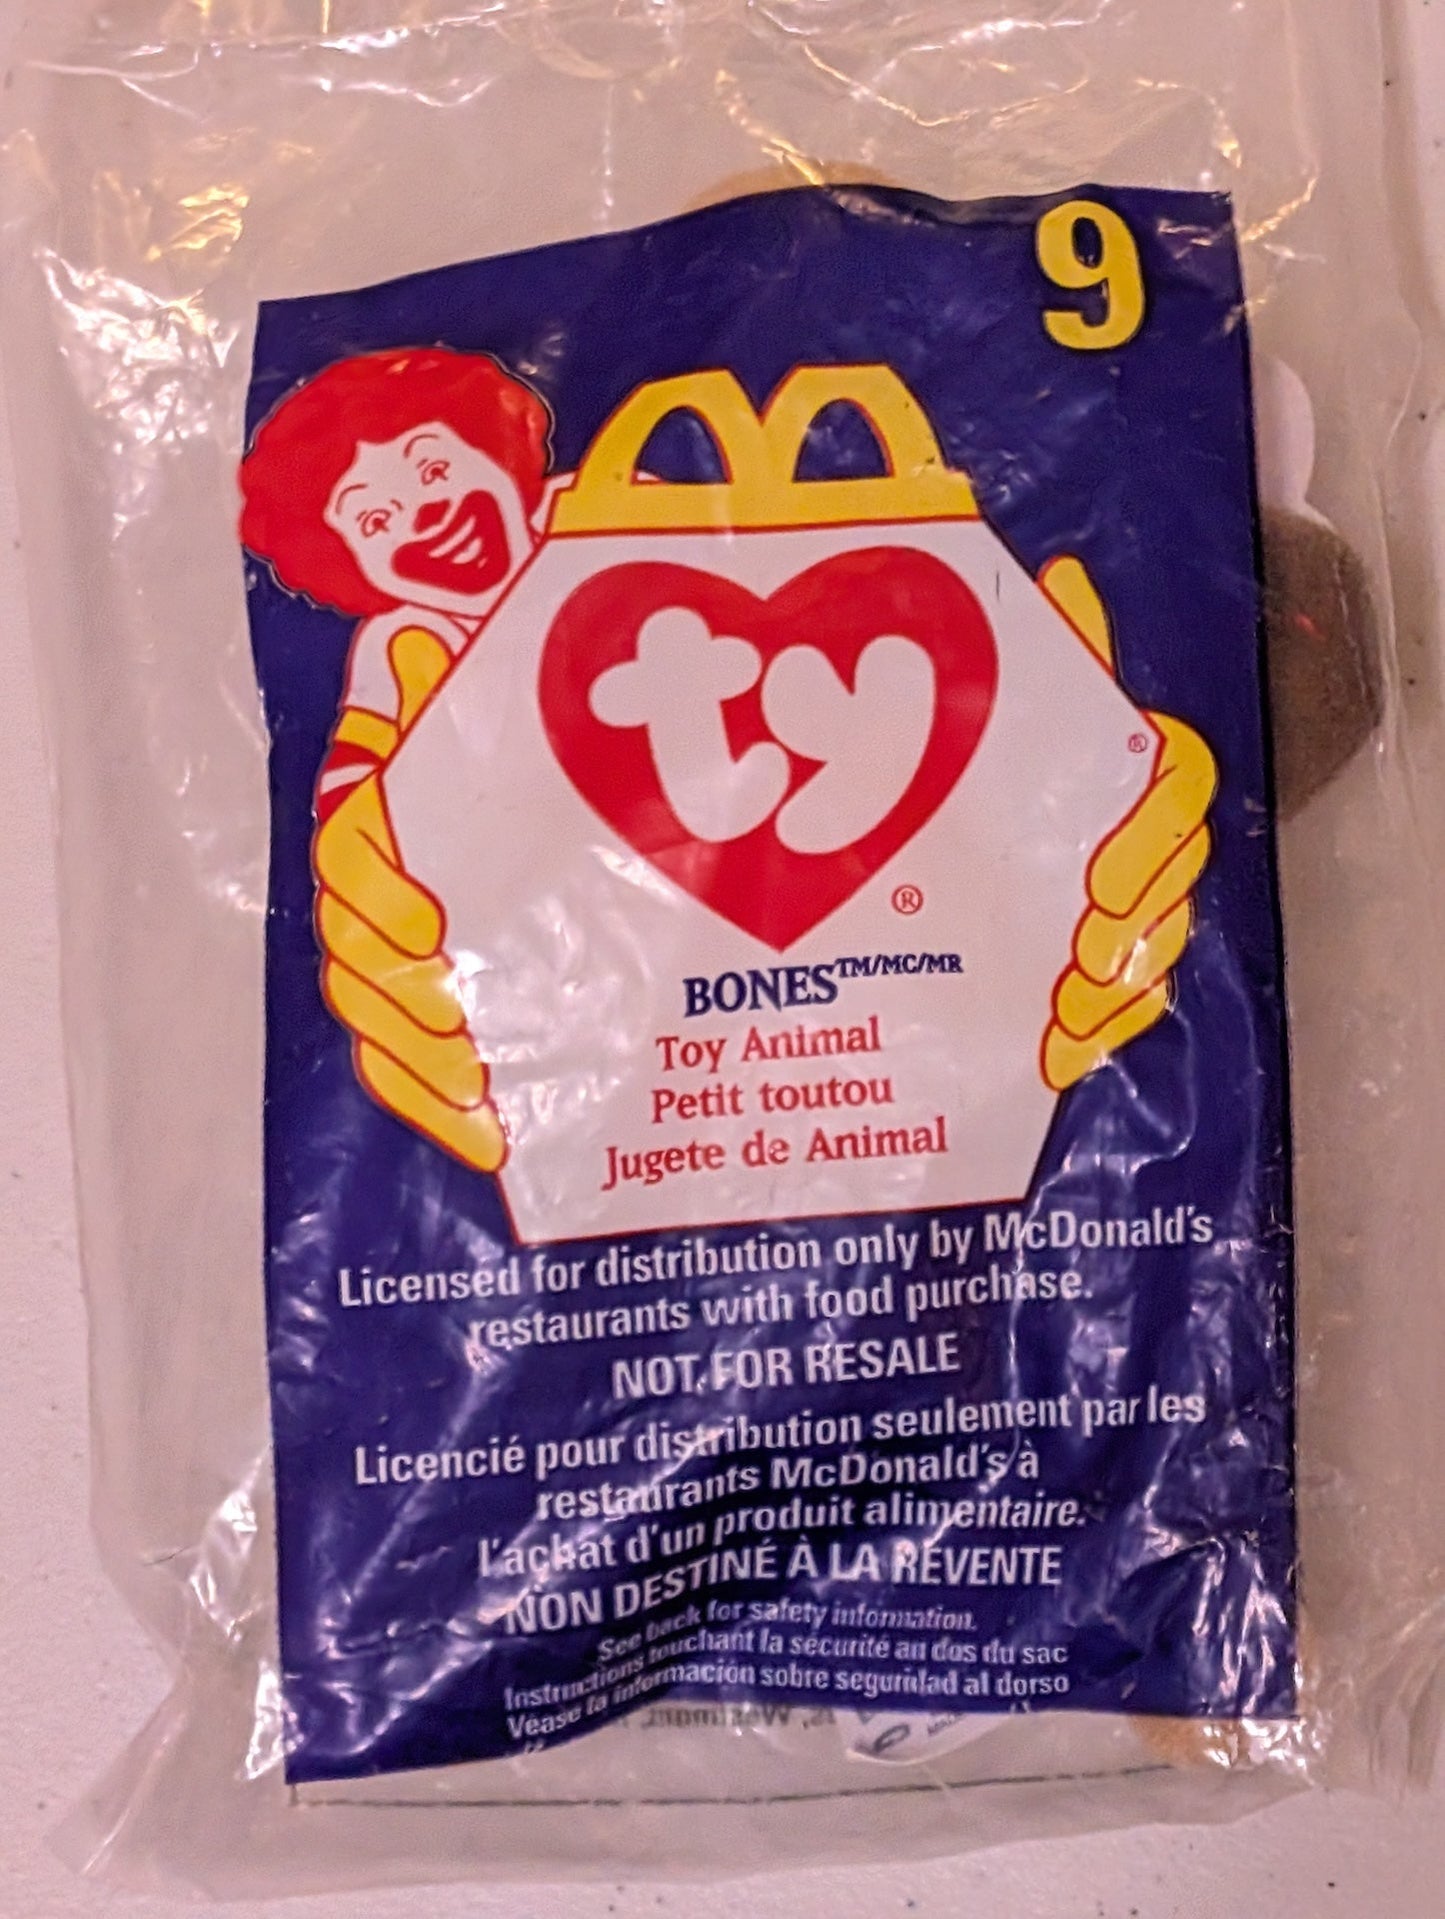 9
ty
®
®
BONES™/MC/MR
Toy Animal
Petit toutou
Jugete de Animal
Licensed for distribution only by McDonald's
restaurants with food purchase.
NOT FOR RESALE
Licencié pour distribution seulement par les
restaurants McDonald's à
l'achat d'un produit alimentaire.
NON DESTINÉ À LA REVENTE
See back for safety information.
Instructions touchant la sécurité au dos du sac
Véase la información sobre seguridad al dorso